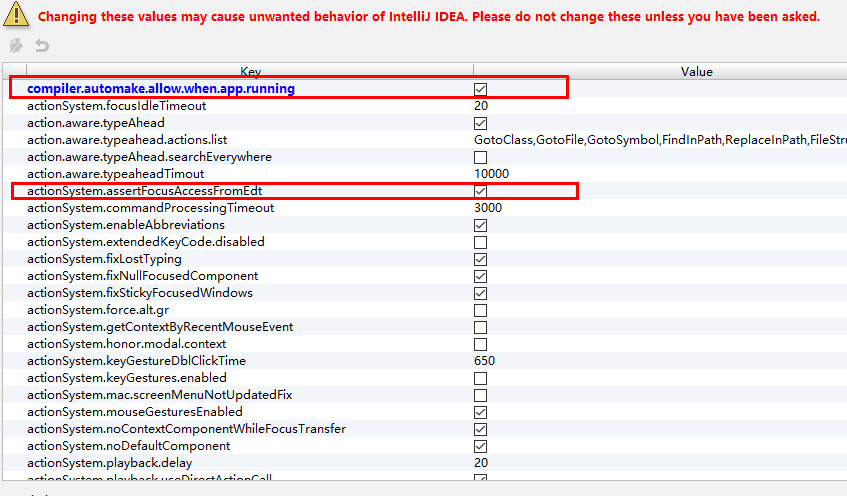 Changing these values may cause unwanted behavior of IntelliJ IDEA. Please do not change these unless you have been asked.
Key Value
compiler.automake.allow.when.app.running
actionSystem.focusIdleTimeout 20
action.aware.typeAhead
action.aware.typeahead.actions.list GotoClass,GotoFile,GotoSymbol,FindInPath,ReplaceInPath,FileStru
action.aware.typeahead.searchEverywhere
action.aware.typeaheadTimout 10000
actionSystem.assertFocusAccessFromEdt
actionSystem.commandProcessingTimeout 3000
actionSystem.enableAbbreviations
actionSystem.extendedKeyCode.disabled
actionSystem.fixLostTyping
actionSystem.fixNullFocusedComponent
actionSystem.fixStickyFocusedWindows
actionSystem.force.alt.gr
actionSystem.getContextByRecentMouseEvent
actionSystem.honor.modal.context
actionSystem.keyGestureDblClickTime 650
actionSystem.keyGestures.enabled
actionSystem.mac.screenMenuNotUpdatedFix
actionSystem.mouseGesturesEnabled
actionSystem.noContextComponentWhileFocusTransfer
actionSystem.noDefaultComponent
actionSystem.playback.delay 20
actionSystem.playback.useDirectActionCall